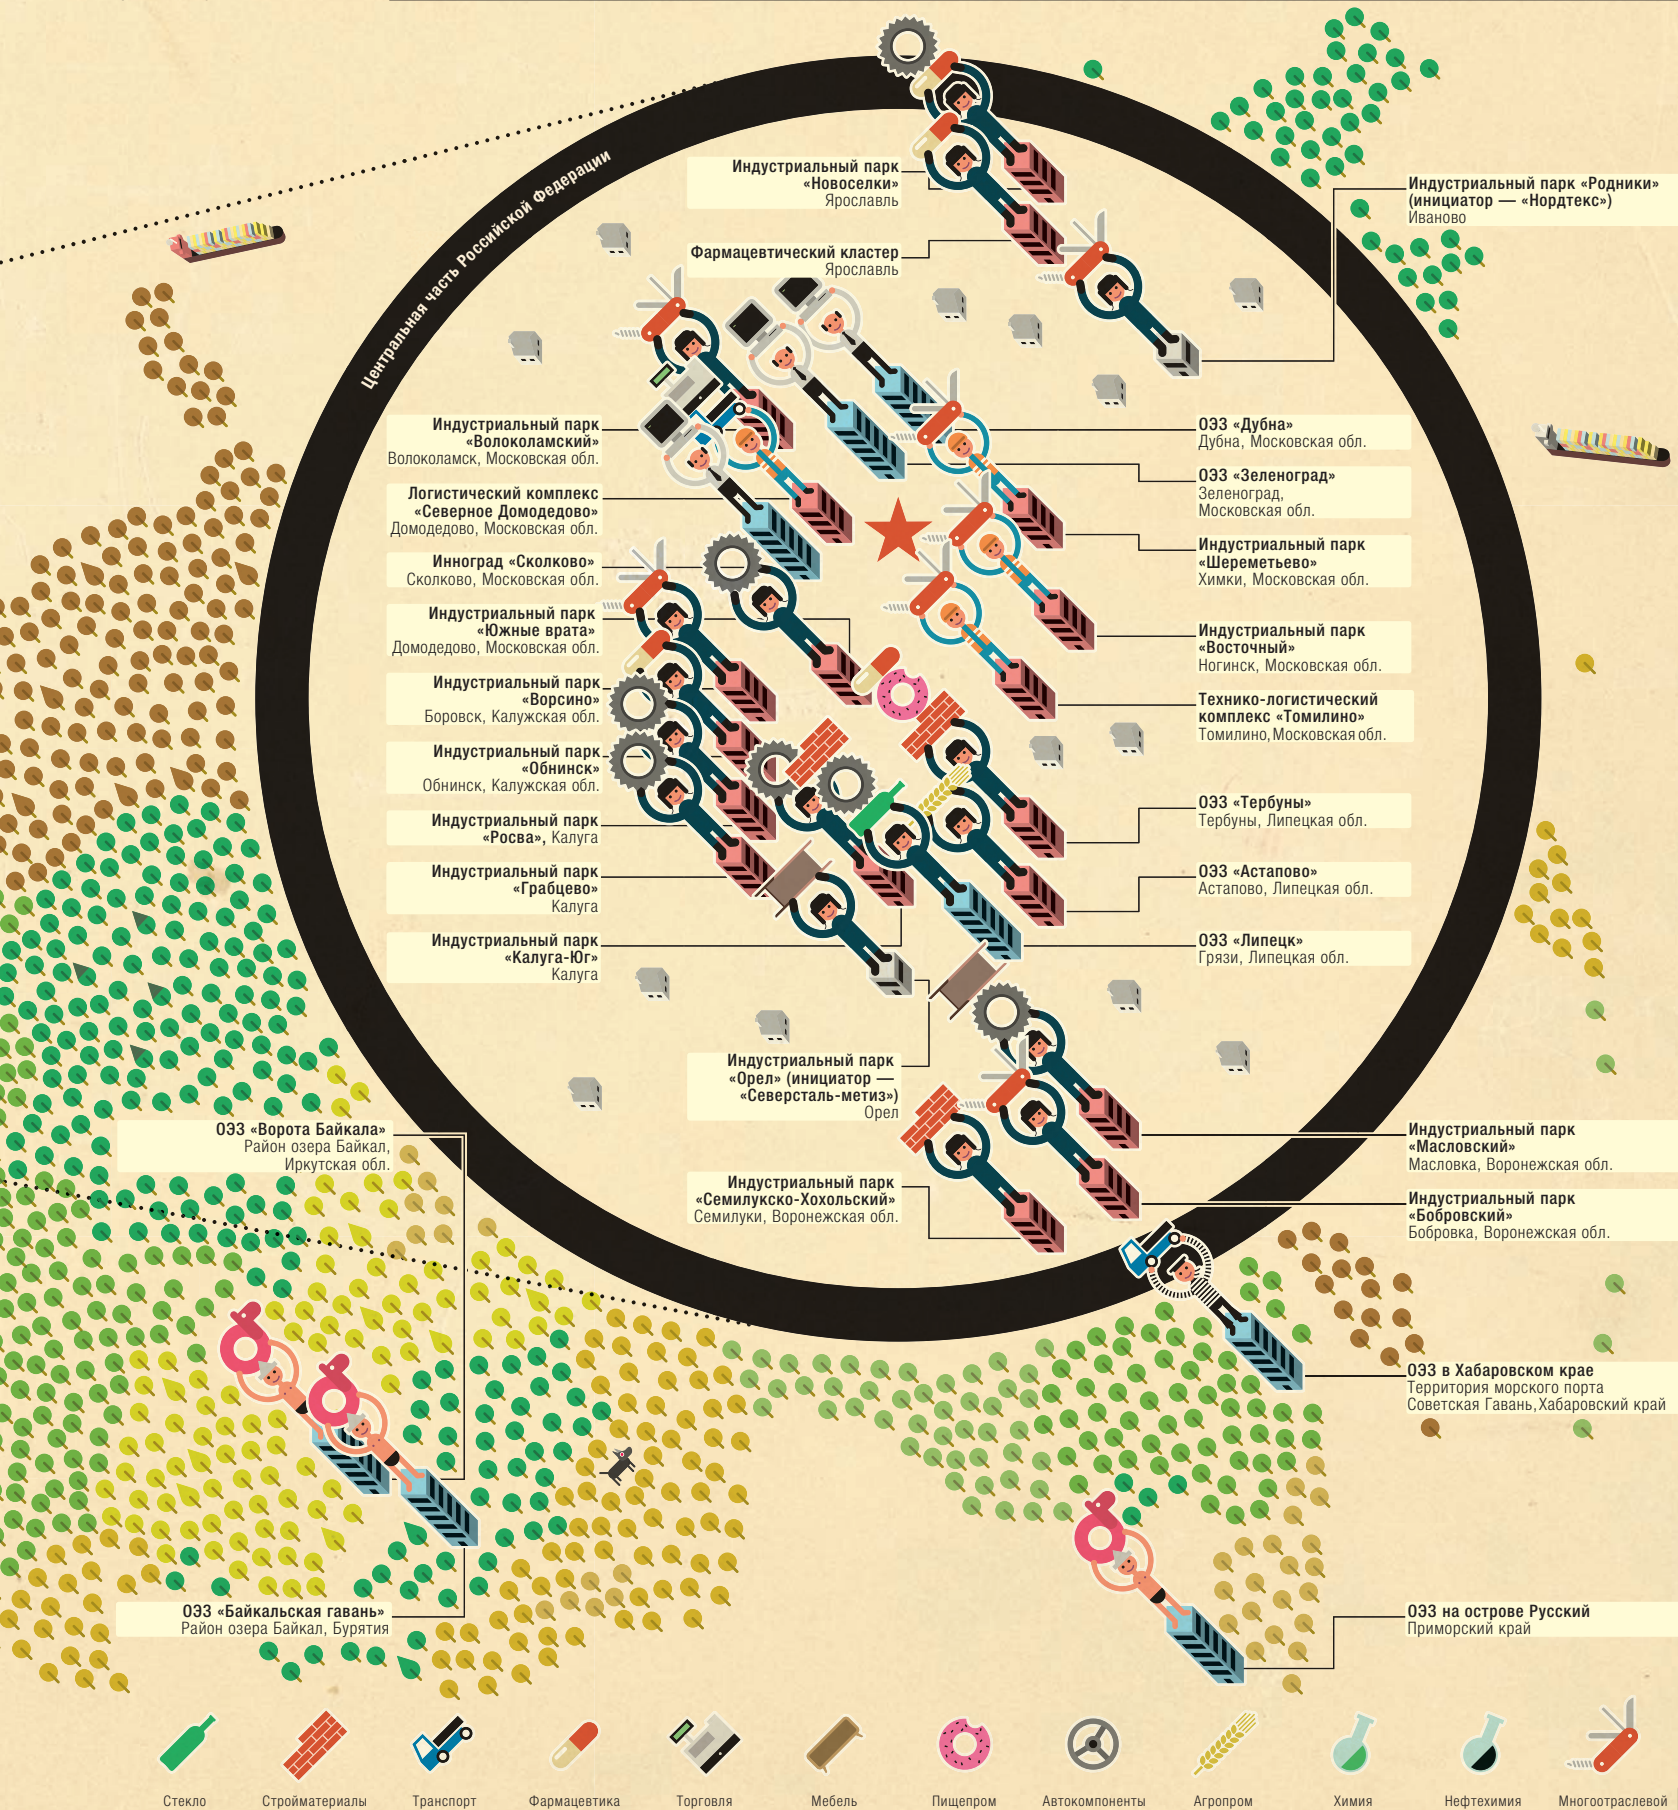 Центральная часть Российской Федерации
Индустриальный парк
«Новоселки»
Ярославль
Фармацевтический кластер
Ярославль
Индустриальный парк «Родники»
(инициатор — «Нордтекс»)
Иваново
Индустриальный парк
«Волоколамский»
Волоколамск, Московская обл.
Логистический комплекс
«Северное Домодедово»
Домодедово, Московская обл.
Инноград «Сколково»
Сколково, Московская обл.
Индустриальный парк
«Южные врата»
Домодедово, Московская обл.
Индустриальный парк
«Ворсино»
Боровск, Калужская обл.
Индустриальный парк
«Обнинск»
Обнинск, Калужская обл.
Индустриальный парк
«Росва», Калуга
Индустриальный парк
«Грабцево»
Калуга
Индустриальный парк
«Калуга-Юг»
Калуга
ОЭЗ «Дубна»
Дубна, Московская обл.
ОЭЗ «Зеленоград»
Зеленоград,
Московская обл.
Индустриальный парк
«Шереметьево»
Химки, Московская обл.
Индустриальный парк
«Восточный»
Ногинск, Московская обл.
Технико-логистический
комплекс «Томилино»
Томилино, Московская обл.
ОЭЗ «Тербуны»
Тербуны, Липецкая обл.
ОЭЗ «Астапово»
Астапово, Липецкая обл.
ОЭЗ «Липецк»
Грязи, Липецкая обл.
Индустриальный парк
«Орел» (инициатор —
«Северсталь-метиз»)
Орел
Индустриальный парк
«Семилукско-Хохольский»
Семилуки, Воронежская обл.
Индустриальный парк
«Масловский»
Масловка, Воронежская обл.
Индустриальный парк
«Бобровский»
Бобровка, Воронежская обл.
ОЭЗ «Ворота Байкала»
Район озера Байкал,
Иркутская обл.
ОЭЗ в Хабаровском крае
Территория морского порта
Советская Гавань, Хабаровский край
ОЭЗ «Байкальская гавань»
Район озера Байкал, Бурятия
ОЭЗ на острове Русский
Приморский край
Стекло
Стройматериалы
Транспорт
Фармацевтика
Торговля
Мебель
Пищепром
Автокомпоненты
Агропром
Химия
Нефтехимия
Многоотраслевой